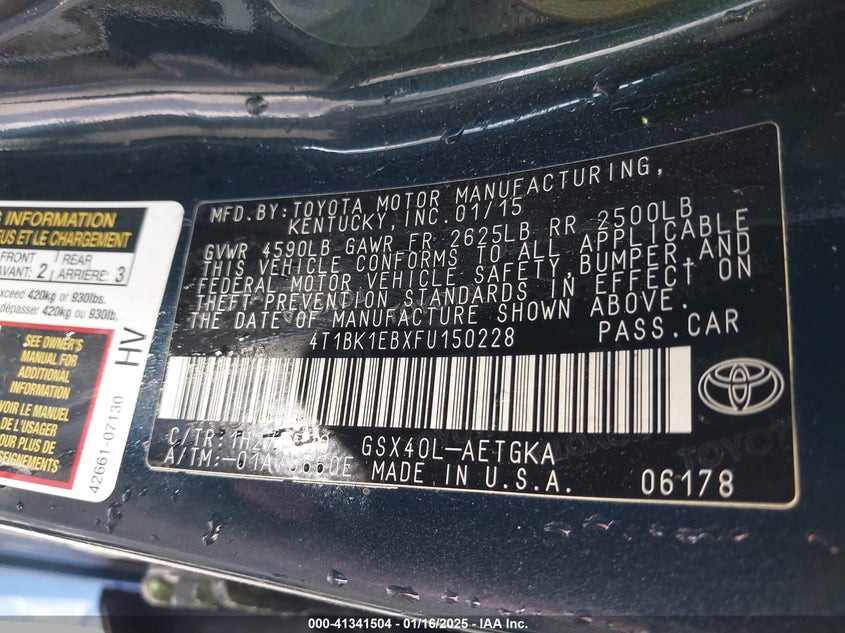 MFD.BY:TOYOTA MOTOR MANUFACTURING,
KENTUCKY,INC.01/15
GVWR 4590LB GAWR FR 2625LB RR 2500LB
THIS VEHICLE CONFORMS TO ALL APPLICABLE
FEDERAL MOTOR VEHICLE SAFETY,BUMPER,AND
THEFT PREVENTION STANDARDS IN EFFECT ON
THE DATE OF MANUFACTURE SHOWN ABOVE.
4T1BK1EBXFU150228 PASS.CAR
C/TR:
GSX40L-AETGKA
A/TM:
MADE IN U.S.A. 06178
INFORMATION
ET LE CHARGEMENT
FRONT
AVANT: 2
REAR
ARRIÈRE: 3
exceed 420kg or 930lbs.
dépasser 420kg ou 930lb.
SEE OWNER'S
MANUAL FOR
ADDITIONAL
INFORMATION
VOIR LE MANUEL
DE L'USAGER
POUR PLUS DE
HV
42661-07130
000-41341504 - 01/16/2025 - IAA Inc.